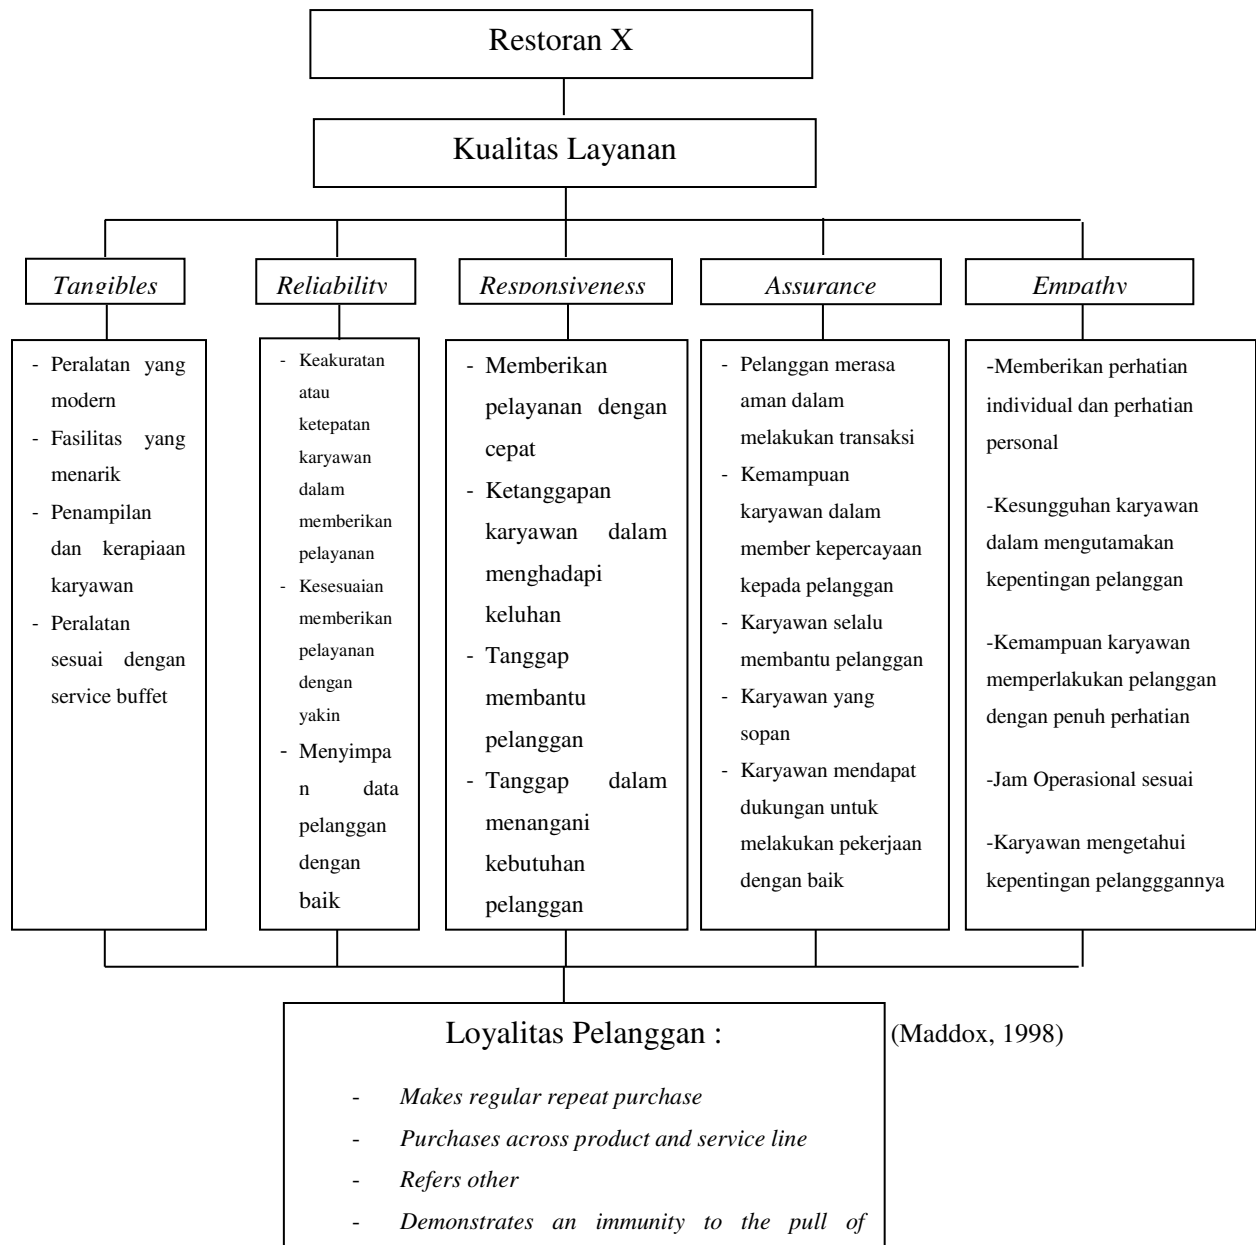 Restoran X
Kualitas Layanan
Tangibles
Reliability
Responsiveness
Assurance
Empathy
- Peralatan yang
modern
- Fasilitas yang
menarik
- Penampilan
dan kerapiaan
karyawan
- Peralatan
sesuai dengan
service buffet
- Keakuratan
atau
ketepatan
karyawan
dalam
memberikan
pelayanan
- Kesesuaian
memberikan
pelayanan
dengan
yakin
- Menyimpa
n data
pelanggan
dengan
baik
- Memberikan
pelayanan dengan
cepat
- Ketanggapan
karyawan dalam
menghadapi
keluhan
- Tanggap
membantu
pelanggan
- Tanggap dalam
menangani
kebutuhan
pelanggan
- Pelanggan merasa
aman dalam
melakukan transaksi
- Kemampuan
karyawan dalam
member kepercayaan
kepada pelanggan
- Karyawan selalu
membantu pelanggan
- Karyawan yang
sopan
- Karyawan mendapat
dukungan untuk
melakukan pekerjaan
dengan baik
-Memberikan perhatian
individual dan perhatian
personal
-Kesungguhan karyawan
dalam mengutamakan
kepentingan pelanggan
-Kemampuan karyawan
memperlakukan pelanggan
dengan penuh perhatian
-Jam Operasional sesuai
-Karyawan mengetahui
kepentingan pelangggannya
Loyalitas Pelanggan :
(Maddox, 1998)
- Makes regular repeat purchase
- Purchases across product and service line
- Refers other
- Demonstrates an immunity to the pull of